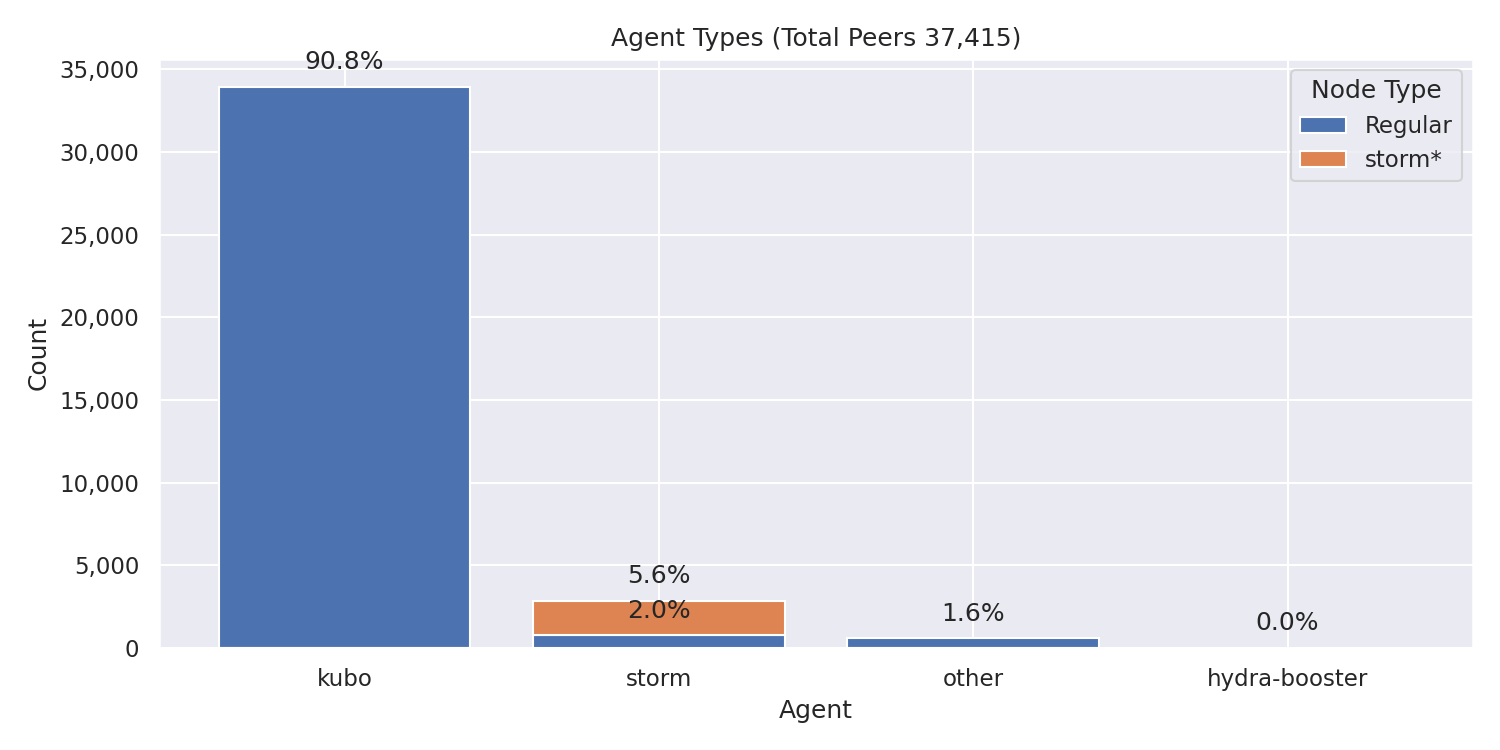 Agent Types (Total Peers 37,415)
90.8%
35,000
30,000
25,000
20,000
15,000
10,000
5,000
0
Count
Node Type
Regular
storm*
5.6%
2.0%
1.6%
0.0%
kubo
storm
other
hydra-booster
Agent